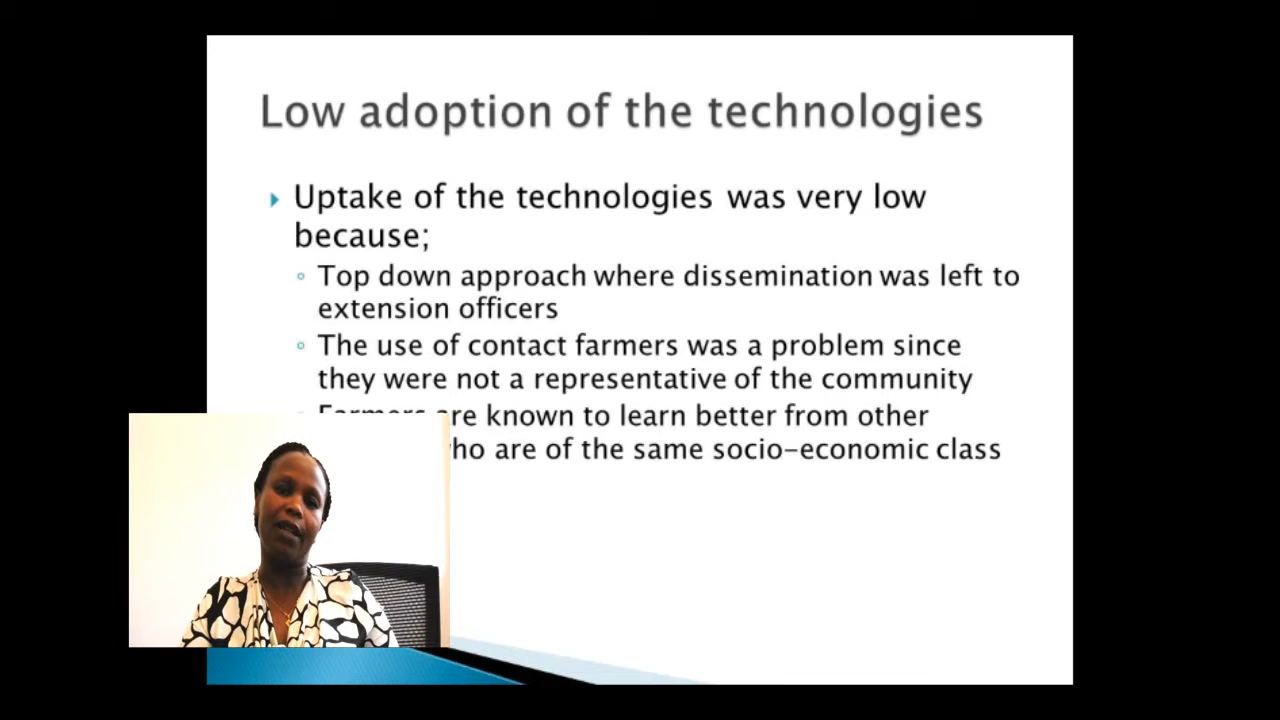 Low adoption of the technologies
Uptake of the technologies was very low
because;
Top down approach where dissemination was left to
extension officers
The use of contact farmers was a problem since
they were not a representative of the community
Farmers are known to learn better from other
who are of the same socio-economic class